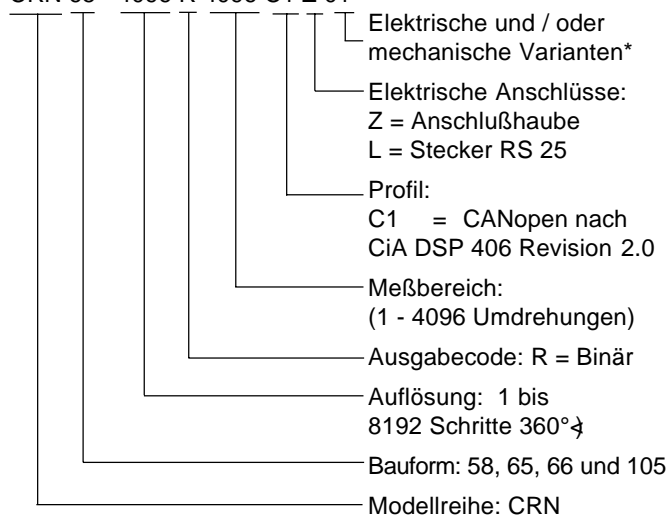 Elektrische und / oder
mechanische Varianten*
Elektrische Anschlüsse:
Z = Anschlußhaube
L = Stecker RS 25
Profil:
C1 = CANopen nach
CiA DSP 406 Revision 2.0
Meßbereich:
(1 - 4096 Umdrehungen)
Ausgabecode: R = Binär
Auflösung: 1 bis
8192 Schritte 360°∢
Bauform: 58, 65, 66 und 105
Modellreihe: CRN